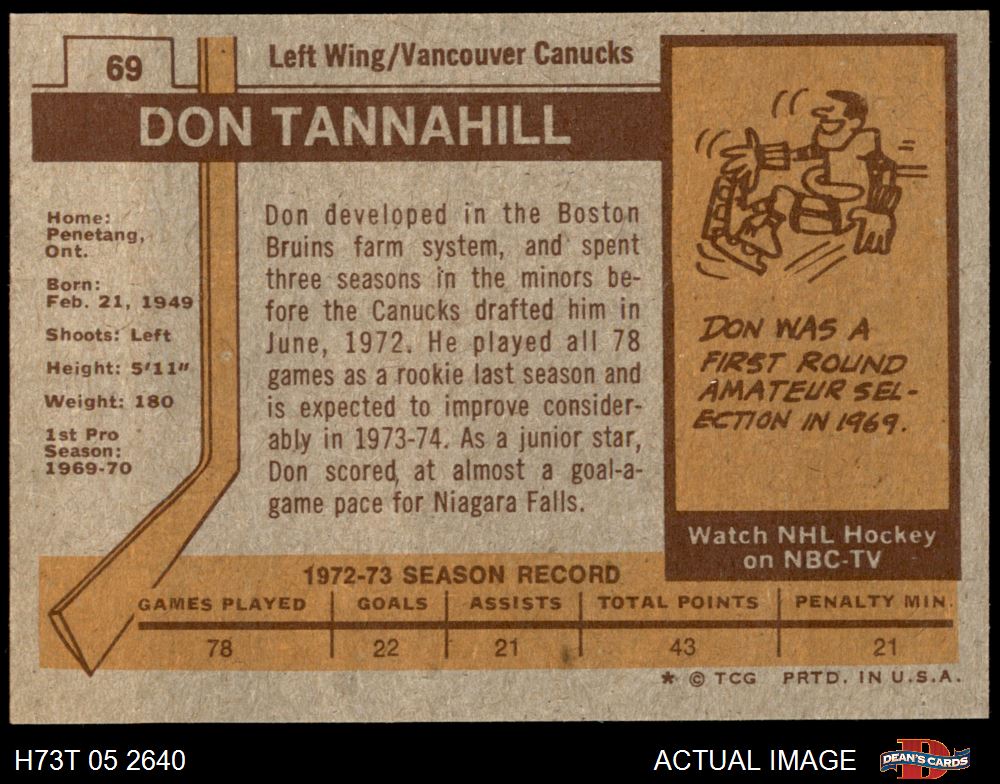 69
Left Wing/Vancouver Canucks
DON TANNAHILL
Home:
Penetang,
Ont.
Born:
Feb. 21, 1949
Shoots: Left
Height: 5'11"
Weight: 180
1st Pro
Season:
1969-70
Don developed in the Boston
Bruins farm system, and spent
three seasons in the minors be-
fore the Canucks drafted him in
June, 1972. He played all 78
games as a rookie last season and
is expected to improve consider-
ably in 1973-74. As a junior star,
Don scored at almost a goal-a-
game pace for Niagara Falls.
DON WAS A
FIRST ROUND
AMATEUR SEL-
ECTION IN 1969.
Watch NHL Hockey
on NBC-TV
1972-73 SEASON RECORD
GAMES PLAYED GOALS ASSISTS TOTAL POINTS PENALTY MIN.
78 22 21 43 21
* © TCG PRTD. IN U.S.A.
H73T 05 2640 ACTUAL IMAGE DEAN'S CARDS